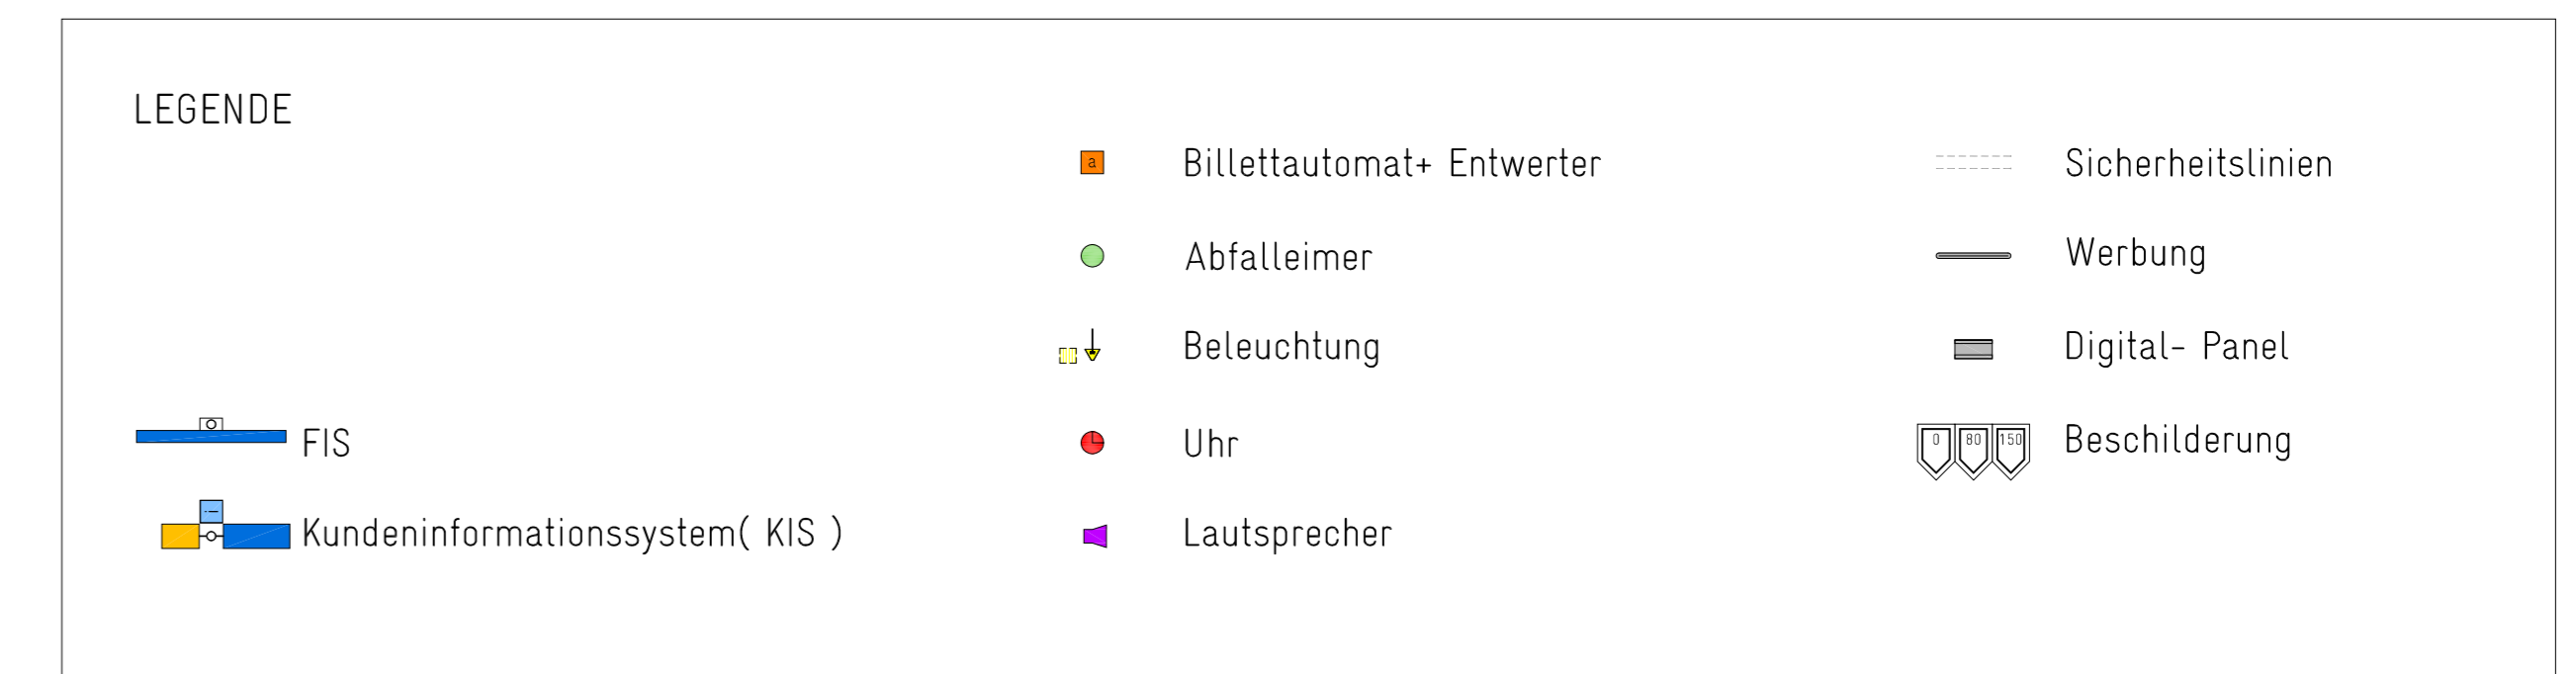 LEGENDE
a Billettautomat+ Entwerter
Abfalleimer
Beleuchtung
FIS
Uhr
Kundeninformationssystem( KIS )
Lautsprecher
Sicherheitslinien
Werbung
Digital- Panel
0 80 150 Beschilderung